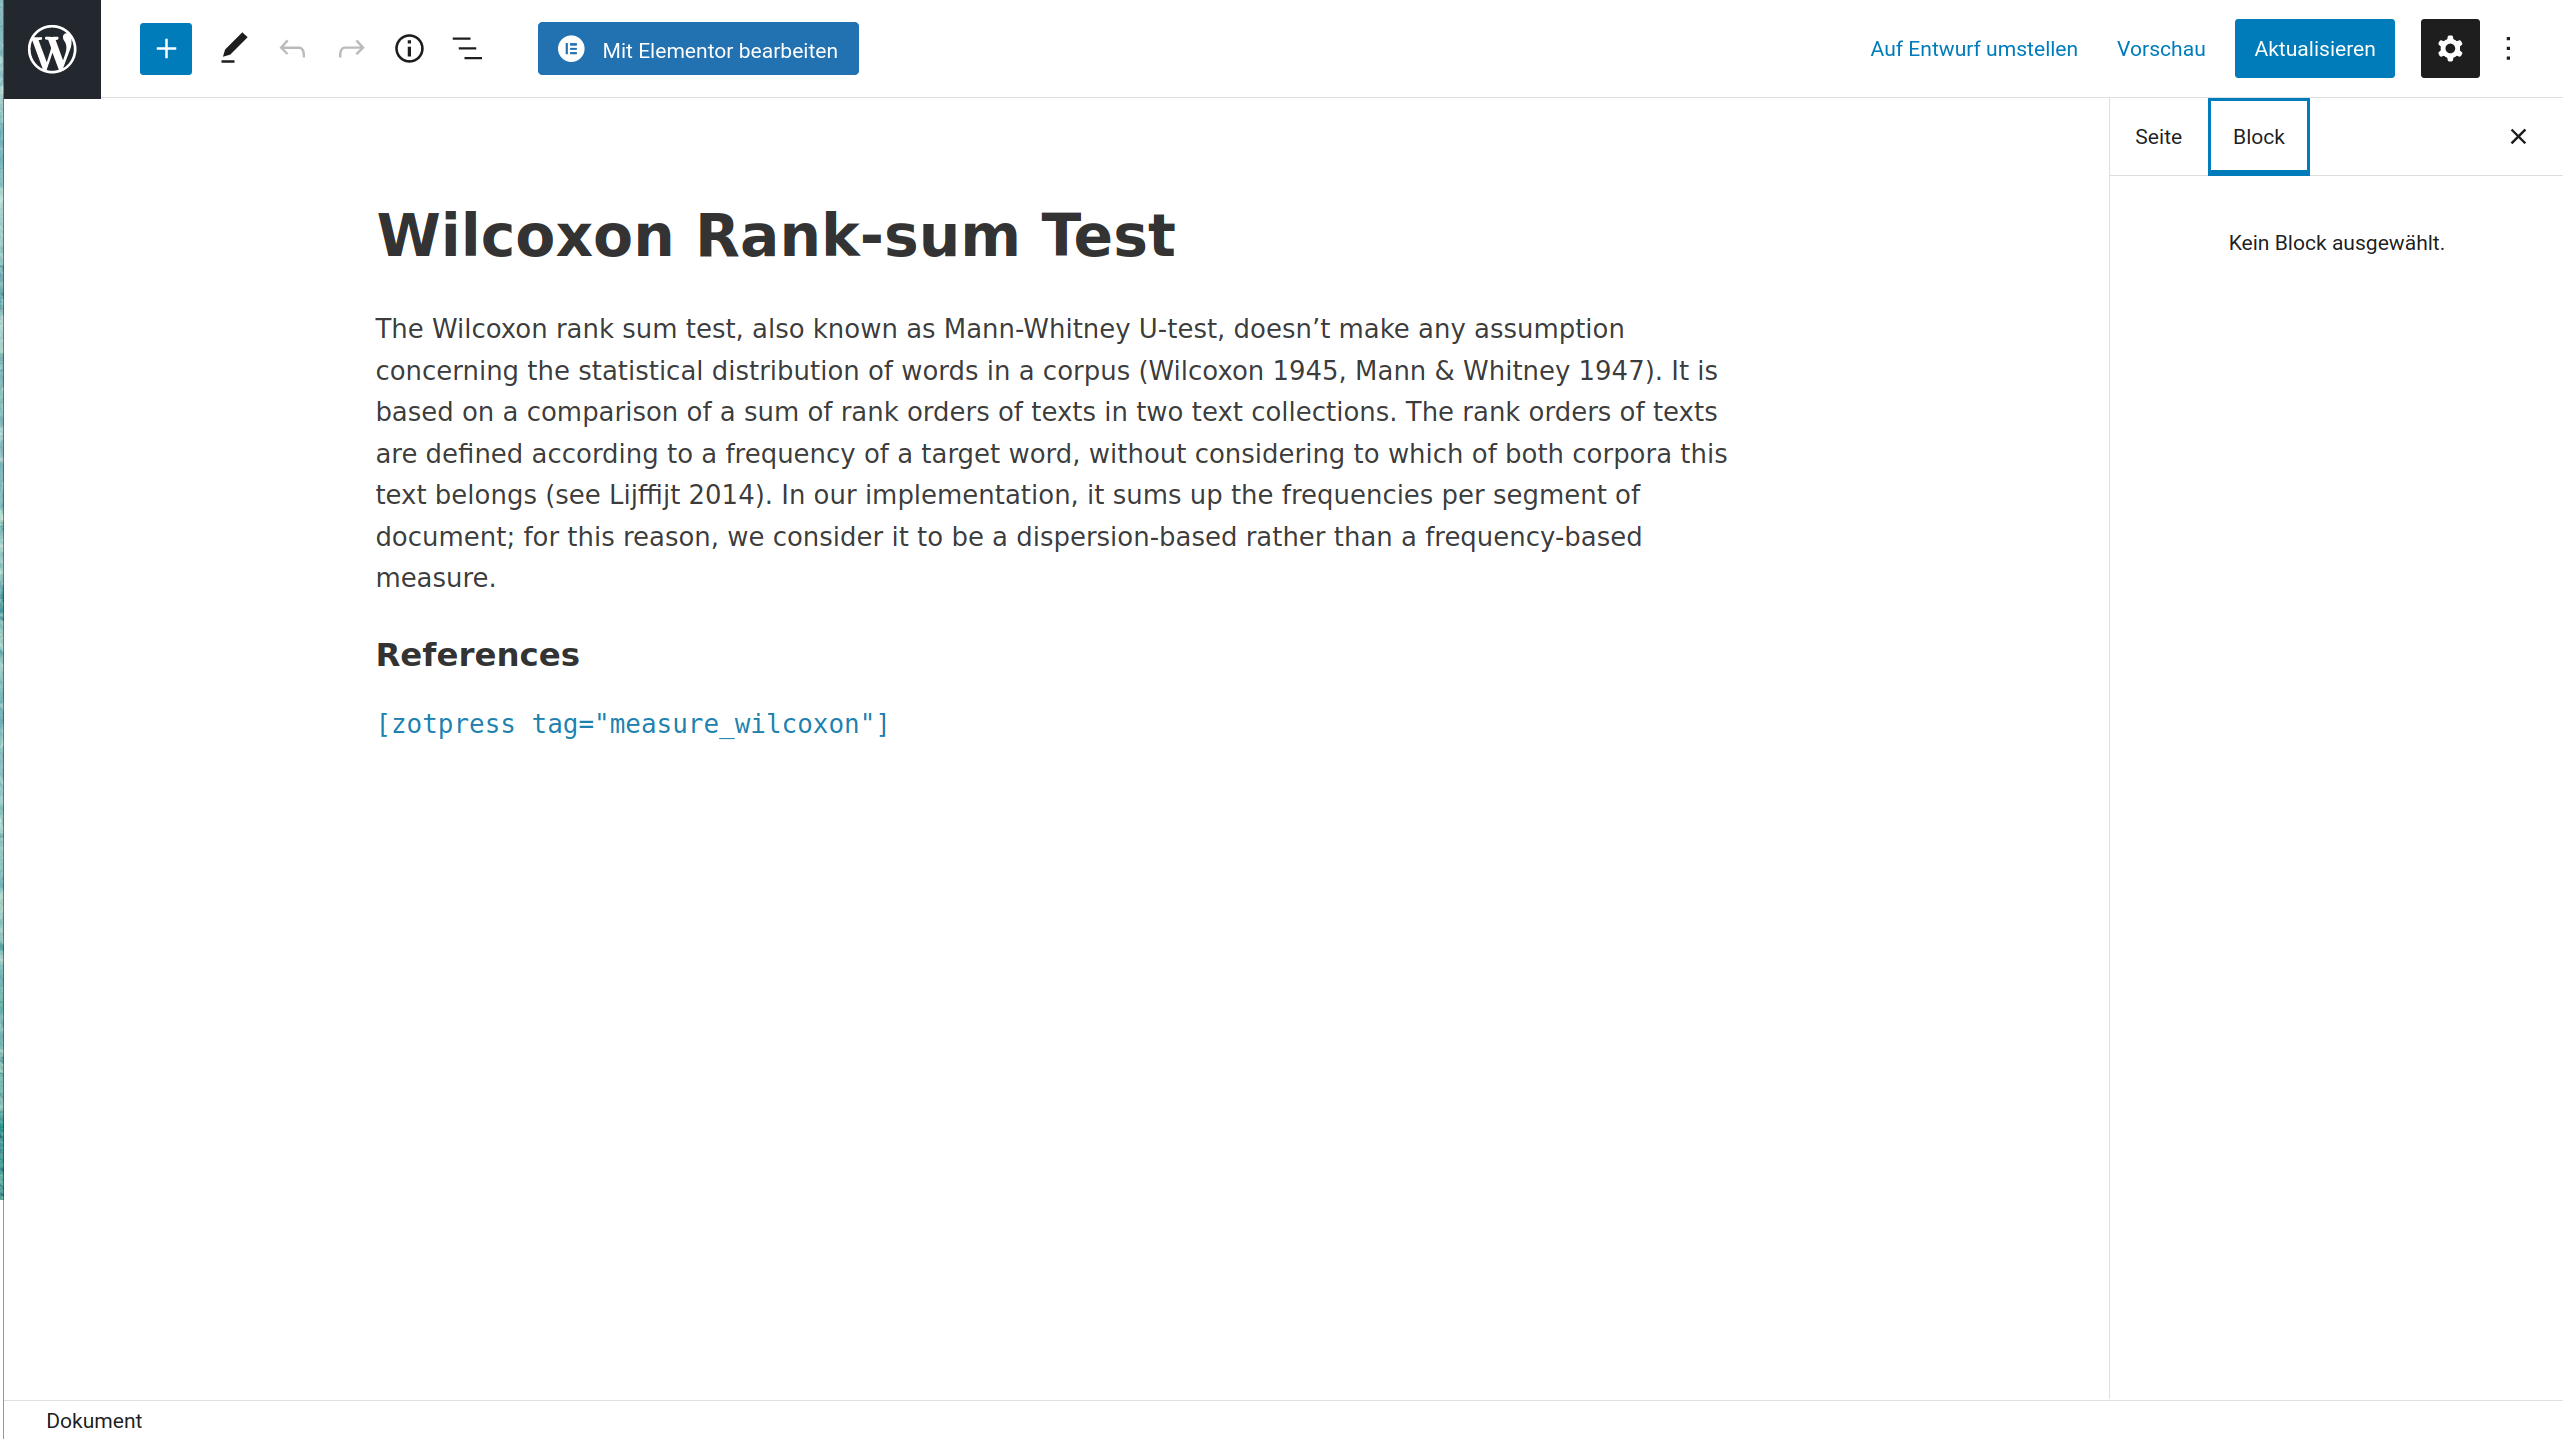 Mit Elementor bearbeiten
Auf Entwurf umstellen
Vorschau
Aktualisieren
Seite
Block
Kein Block ausgewählt.
Wilcoxon Rank-sum Test
The Wilcoxon rank sum test, also known as Mann-Whitney U-test, doesn’t make any assumption
concerning the statistical distribution of words in a corpus (Wilcoxon 1945, Mann & Whitney 1947). It is
based on a comparison of a sum of rank orders of texts in two text collections. The rank orders of texts
are defined according to a frequency of a target word, without considering to which of both corpora this
text belongs (see Lijffijt 2014). In our implementation, it sums up the frequencies per segment of
document; for this reason, we consider it to be a dispersion-based rather than a frequency-based
measure.
References
[zotpress tag="measure_wilcoxon"]
Dokument